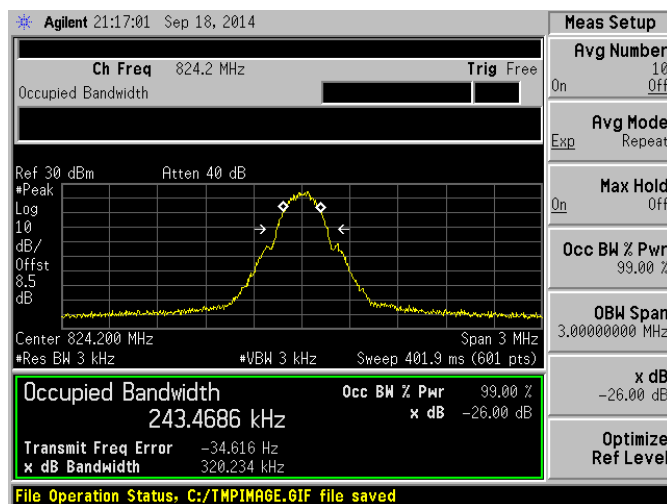 Agilent 21:17:01 Sep 18, 2014
Meas Setup
Ch Freq 824.2 MHz Trig Free
Occupied Bandwidth
Avg Number
10
On Off
Avg Mode
Exp Repeat
Max Hold
On Off
Occ BW % Pwr
99.00 %
OBW Span
3.00000000 MHz
x dB
-26.00 dB
Optimize
Ref Level
Ref 30 dBm Atten 40 dB
#Peak
Log
10
dB/
Offst
8.5
dB
Center 824.200 MHz Span 3 MHz
#Res BW 3 kHz #VBW 3 kHz Sweep 401.9 ms (601 pts)
Occupied Bandwidth Occ BW % Pwr 99.00 %
243.4686 kHz x dB -26.00 dB
Transmit Freq Error -34.616 Hz
x dB Bandwidth 320.234 kHz
File Operation Status, C:/TMPIMAGE.GIF file saved